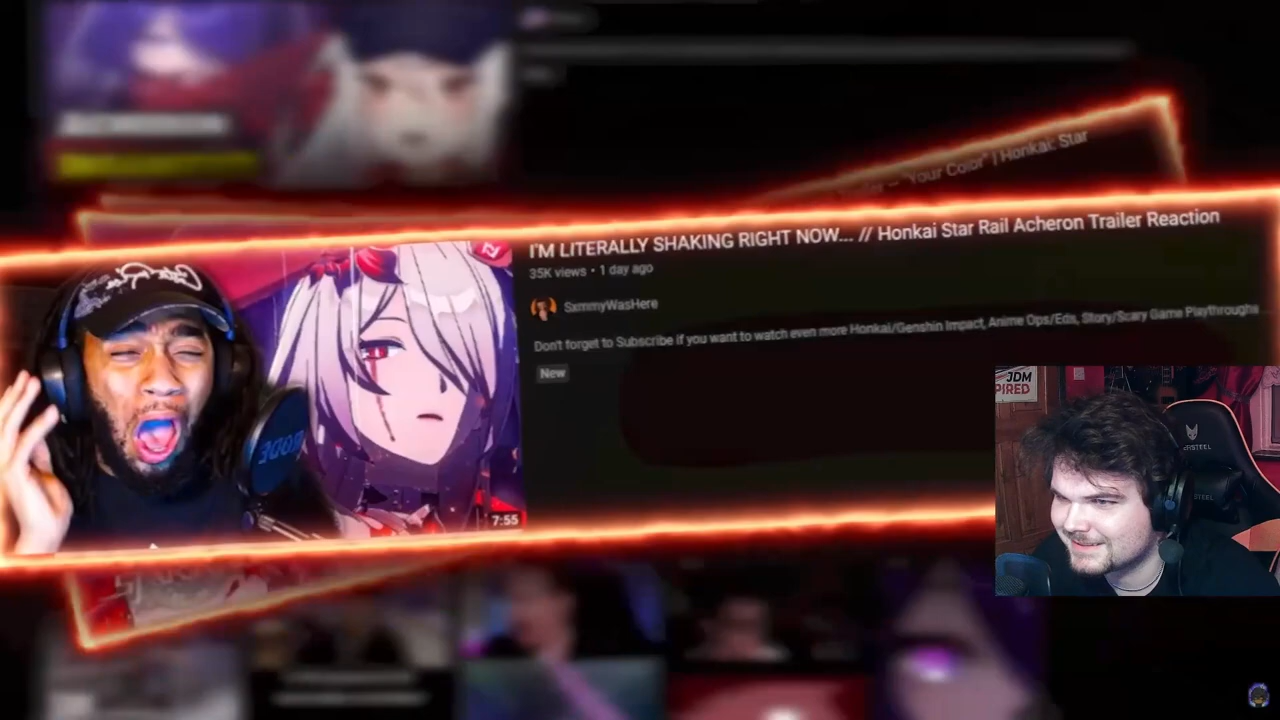 "Your Color" | Honkai: Star
I'M LITERALLY SHAKING RIGHT NOW... // Honkai Star Rail Acheron Trailer Reaction
35K views • 1 day ago
SxmmyWasHere
Don't forget to Subscribe if you want to watch even more Honkai/Genshin Impact, Anime Ops/Eds, Story/Scary Game Playthroughs
New
7:55
RODE
JDM
PIRED